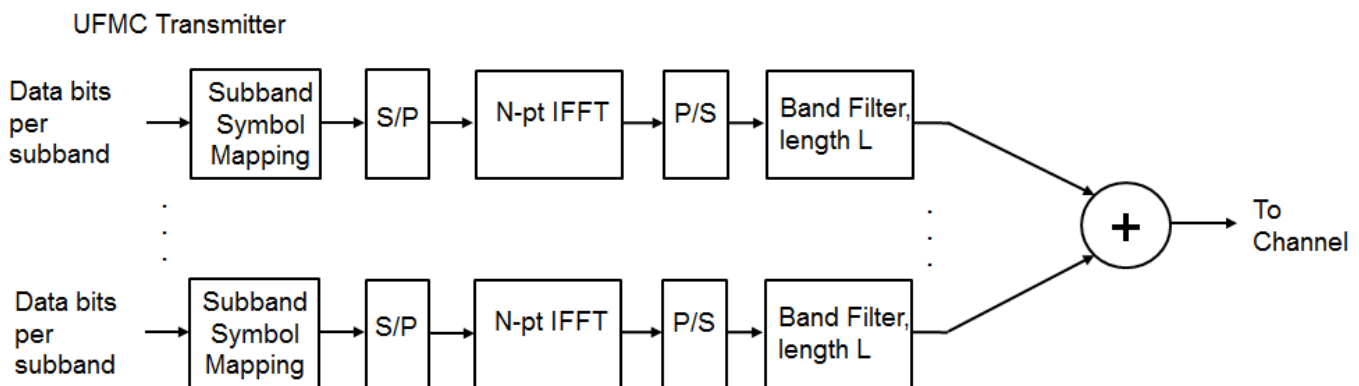 UFMC Transmitter
Data bits
per
subband
Subband
Symbol
Mapping
S/P
N-pt IFFT
P/S
Band Filter,
length L
+
To
Channel
Data bits
per
subband
Subband
Symbol
Mapping
S/P
N-pt IFFT
P/S
Band Filter,
length L